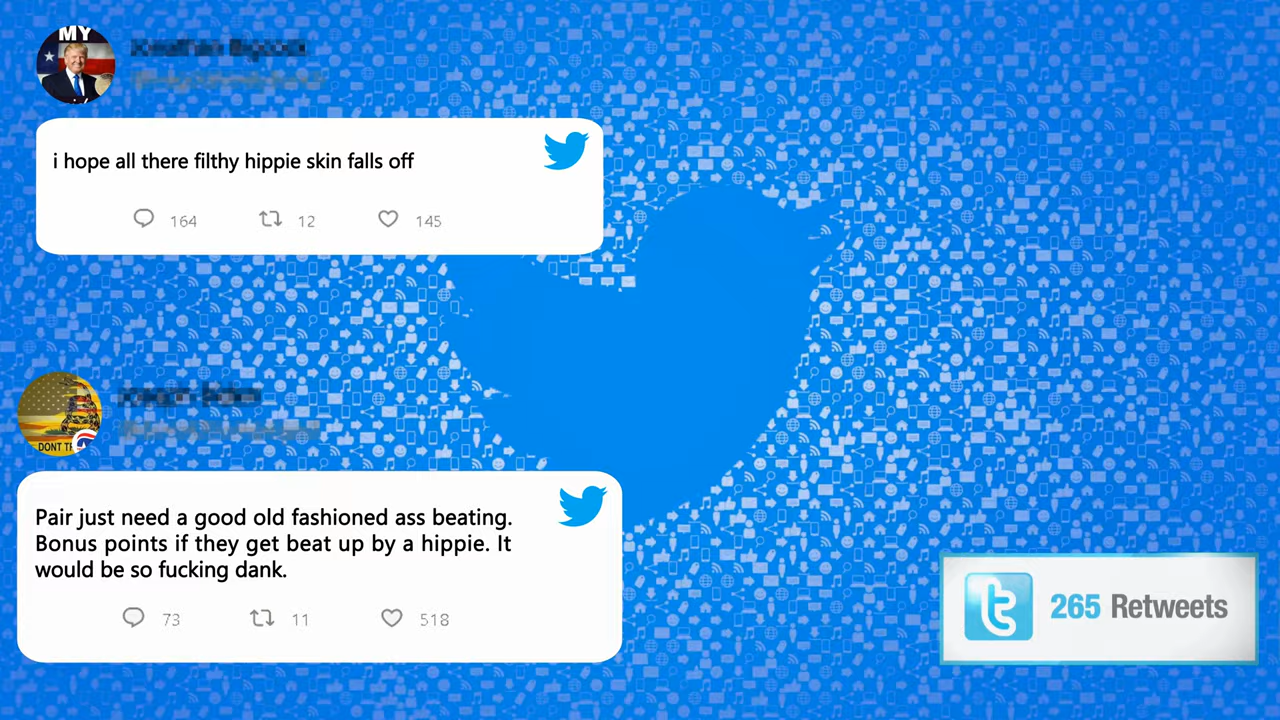 MY
i hope all there filthy hippie skin falls off
164 12 145
DONT TR
Pair just need a good old fashioned ass beating.
Bonus points if they get beat up by a hippie. It
would be so fucking dank.
73 11 518
265 Retweets